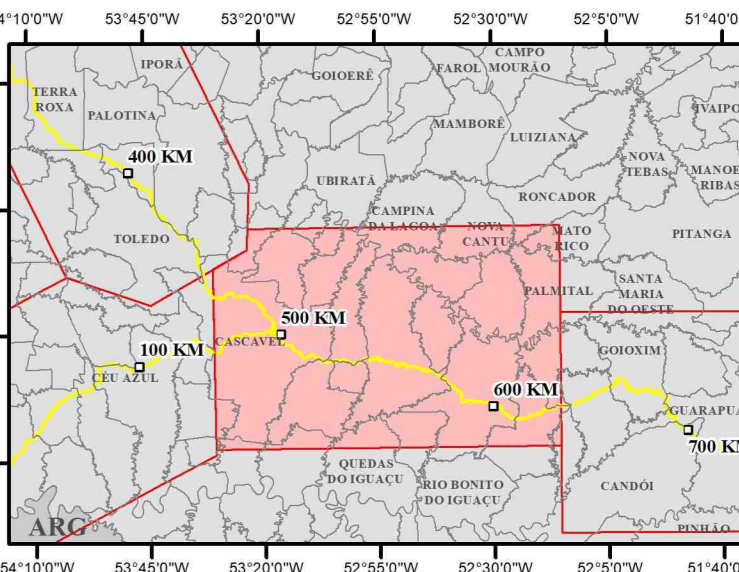 4°10'0"W 53°45'0"W 53°20'0"W 52°55'0"W 52°30'0"W 52°50'0"W 51°40'0"W
IPORÃ
GOIOERÊ
FAROL
CAMPO
MOURÃO
TERRA
ROXA
PALOTINA
MAMBORÊ
LUIZIANA
IVAIPO
400 KM
NOVA
TEBAS
MANOE
RIBAS
UBIRATÃ
RONCADOR
CAMPINA
DA LAGOA
NOVA
CANTU
MATO
RICO
PITANGA
TOLEDO
PALMITAL
SANTA
MARIA
DO OESTE
500 KM
CASCAVEL
100 KM
GOIOXIM
CÉU AZUL
600 KM
GUARAPUA
700 KM
QUEDAS
DO IGUAÇU
RIO BONITO
DO IGUAÇU
CANDÓI
ARG
PINHÃO
54°10'0"W 53°45'0"W 53°20'0"W 52°55'0"W 52°30'0"W 52°50'0"W 51°40'0"W